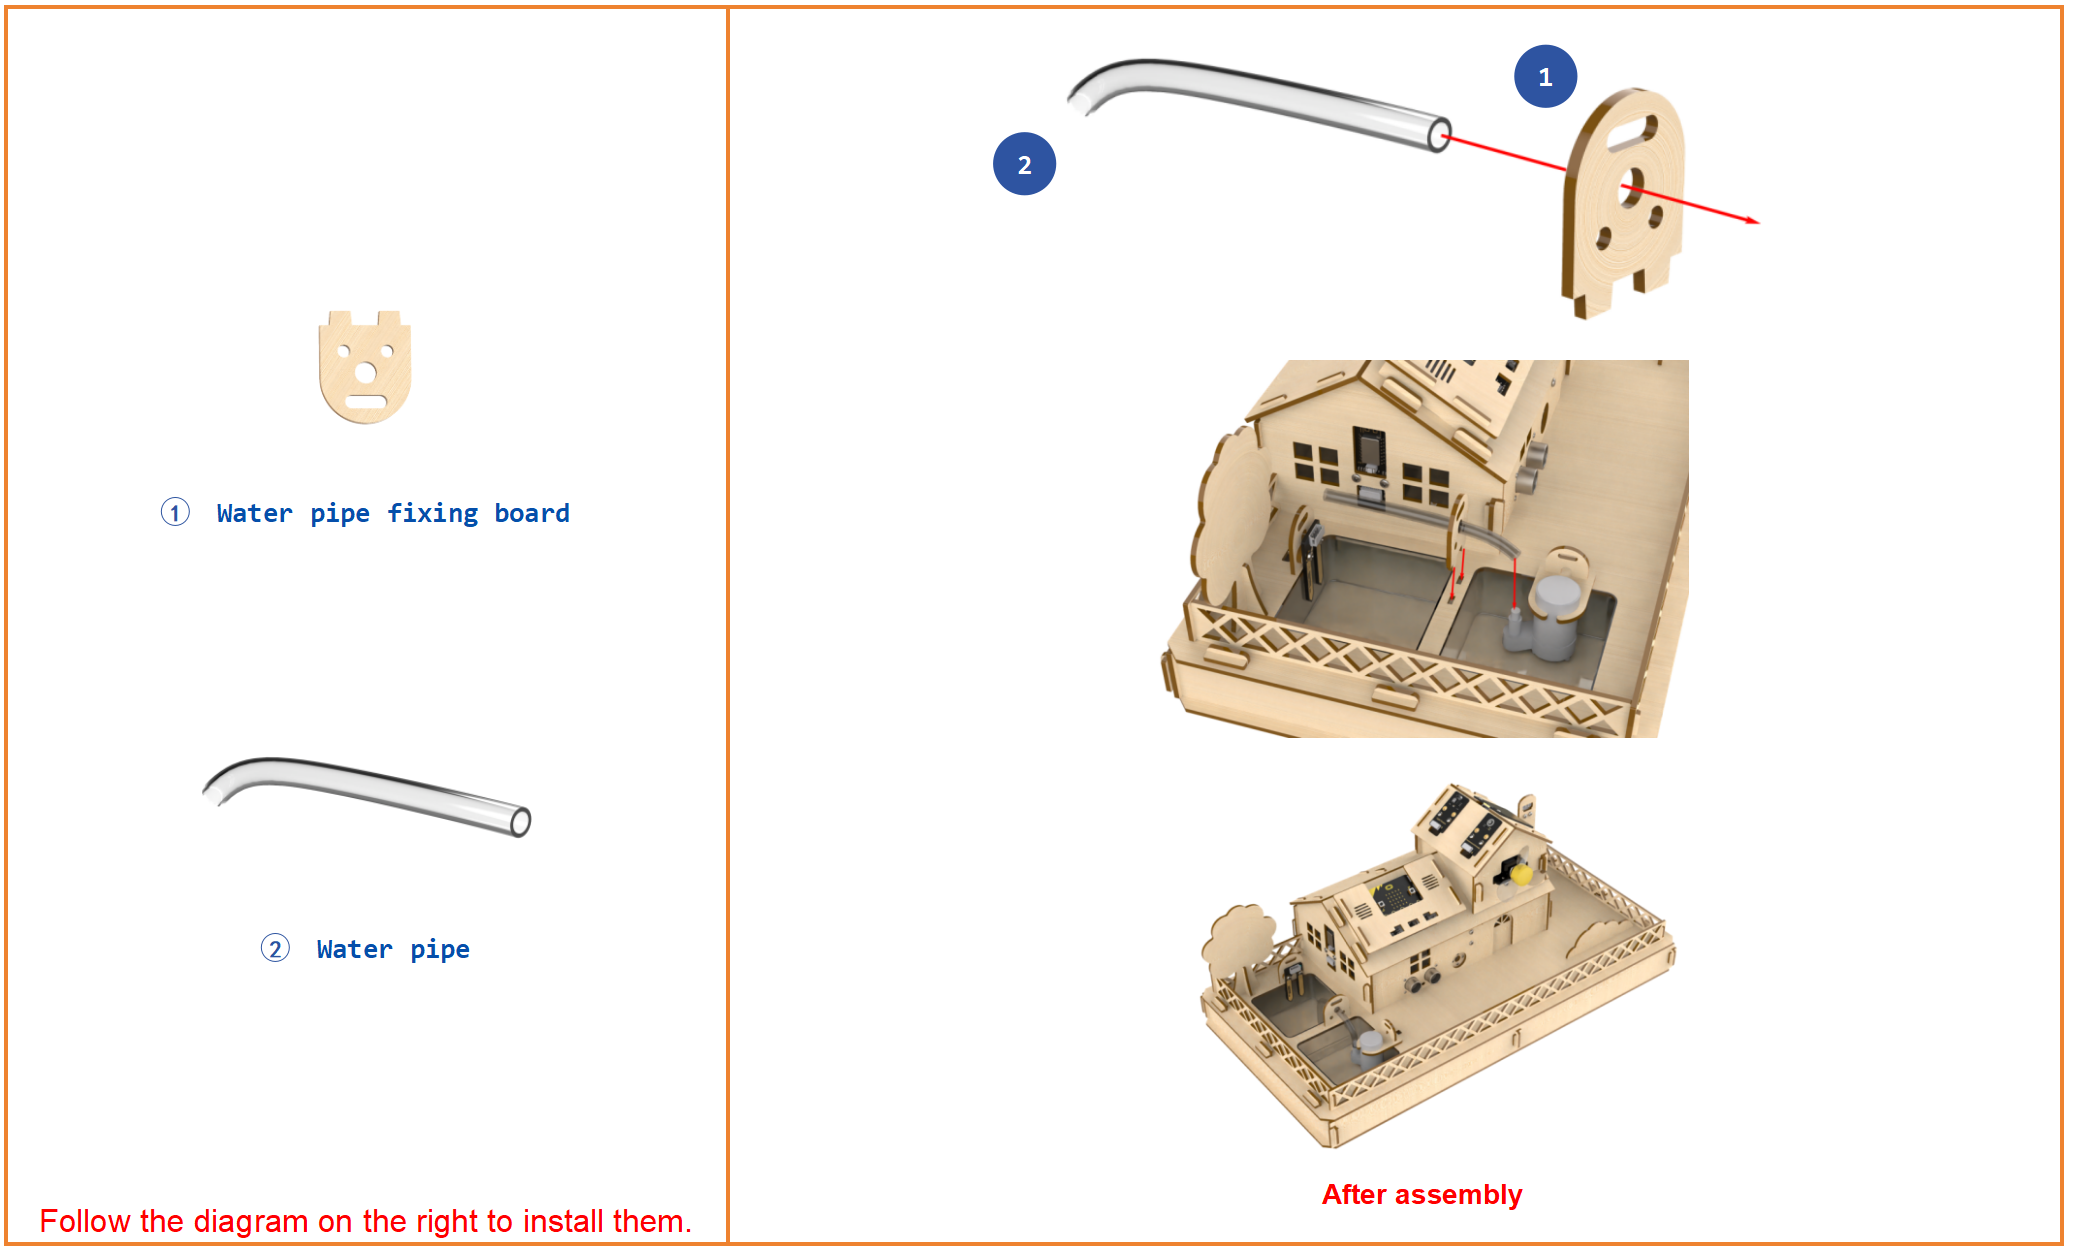 ① Water pipe fixing board
② Water pipe
Follow the diagram on the right to install them.
1
2
After assembly